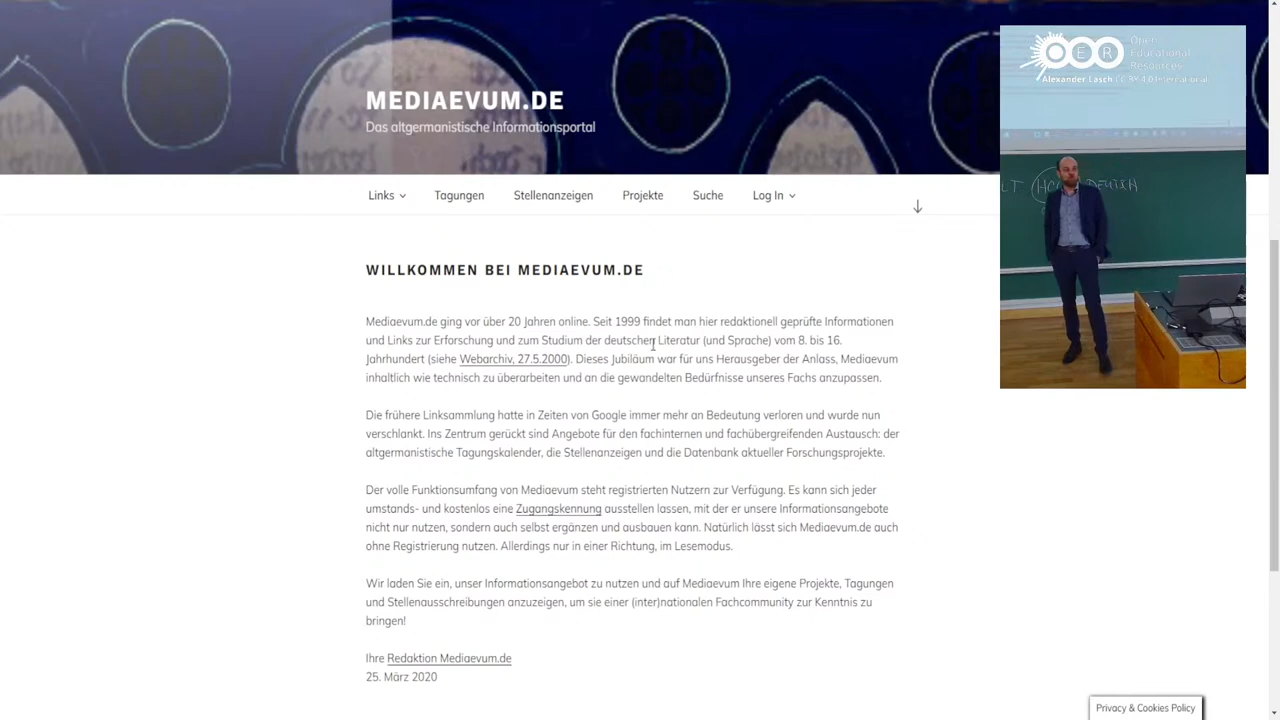 MEDIAEVUM.DE
Das altgermanistische Informationsportal
Links
Tagungen
Stellenanzeigen
Projekte
Suche
Log In
WILLKOMMEN BEI MEDIAEVUM.DE
Mediaevum.de ging vor über 20 Jahren online. Seit 1999 findet man hier redaktionell geprüfte Informationen
und Links zur Erforschung und zum Studium der deutschen Literatur (und Sprache) vom 8. bis 16.
Jahrhundert (siehe Webarchiv, 27.5.2000). Dieses Jubiläum war für uns Herausgeber der Anlass, Mediaevum
inhaltlich wie technisch zu überarbeiten und an die gewandelten Bedürfnisse unseres Fachs anzupassen.
Die frühere Linksammlung hatte in Zeiten von Google immer mehr an Bedeutung verloren und wurde nun
verschlankt. Ins Zentrum gerückt sind Angebote für den fachinternen und fachübergreifenden Austausch: der
altgermanistische Tagungskalender, die Stellenanzeigen und die Datenbank aktueller Forschungsprojekte.
Der volle Funktionsumfang von Mediaevum steht registrierten Nutzern zur Verfügung. Es kann sich jeder
umstands- und kostenlos eine Zugangskennung ausstellen lassen, mit der er unsere Informationsangebote
nicht nur nutzen, sondern auch selbst ergänzen und ausbauen kann. Natürlich lässt sich Mediaevum.de auch
ohne Registrierung nutzen. Allerdings nur in einer Richtung, im Lesemodus.
Wir laden Sie ein, unser Informationsangebot zu nutzen und auf Mediaevum Ihre eigene Projekte, Tagungen
und Stellenausschreibungen anzuzeigen, um sie einer (inter)nationalen Fachcommunity zur Kenntnis zu
bringen!
Ihre Redaktion Mediaevum.de
25. März 2020
Privacy & Cookies Policy
OER
Open
Educational
Resources
Alexander Lasch CC BY 4.0 International